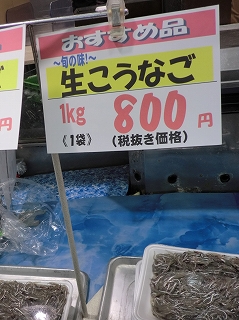 おすすめ品
～旬の味!～
生こうなご
1kg 800円
《1袋》 (税抜き価格)
円